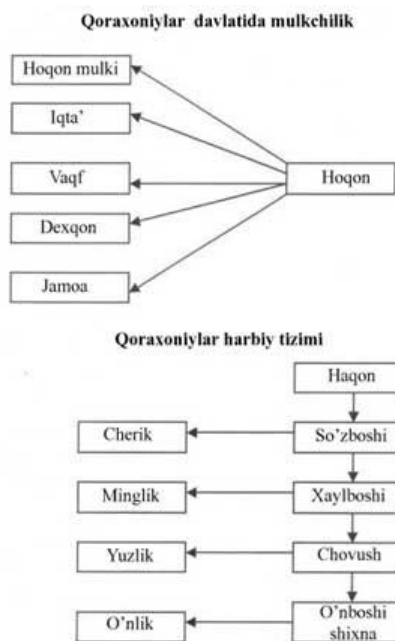 Qoraxoniylar davlatida mulkchilik
Hoqon mulki
Iqta’
Vaqf
Dexqon
Jamoa
Hoqon
Qoraxoniylar harbiy tizimi
Haqon
Cherik
So’zboshi
Minglik
Xaylboshi
Yuzlik
Chovush
O’nlik
O’nboshi
shixna